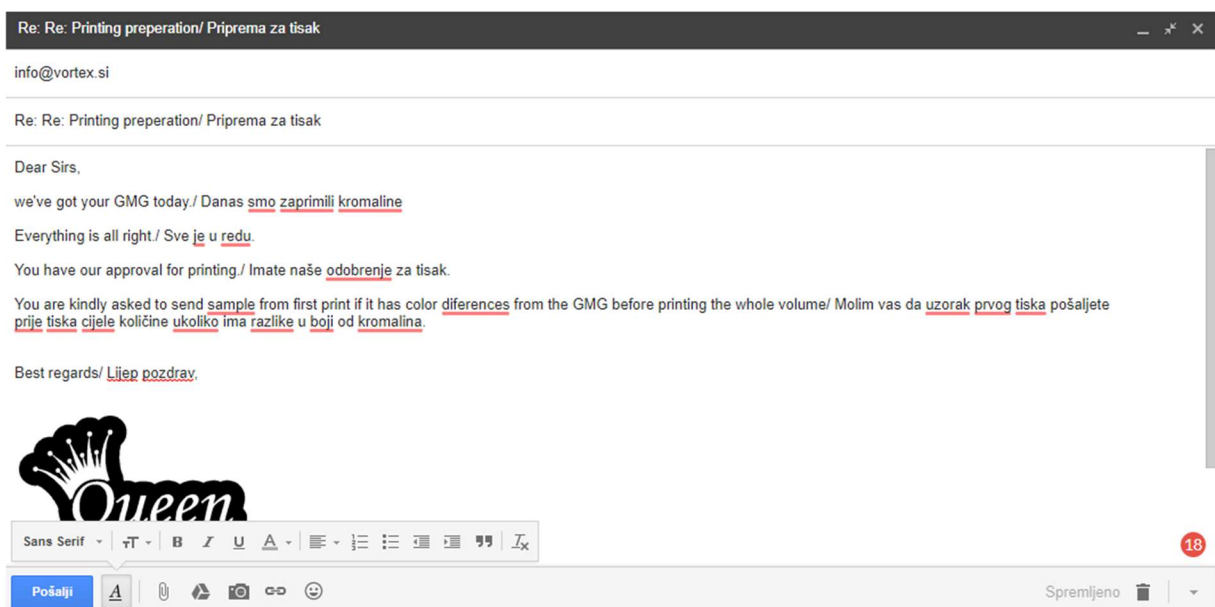 Re: Re: Printing preperation/ Priprema za tisak
info@vortex.si
Re: Re: Printing preperation/ Priprema za tisak
Dear Sirs,
we've got your GMG today./ Danas smo zaprimili kromaline
Everything is all right./ Sve je u redu.
You have our approval for printing./ Imate naše odobrenje za tisak.
You are kindly asked to send sample from first print if it has color diferences from the GMG before printing the whole volume/ Molim vas da uzorak prvog tiska pošaljete
prije tiska cijele količine ukoliko ima razlike u boji od kromalina.
Best regards/ Lijep pozdrav,
Queen
Sans Serif
18
Pošalji
Spremljeno